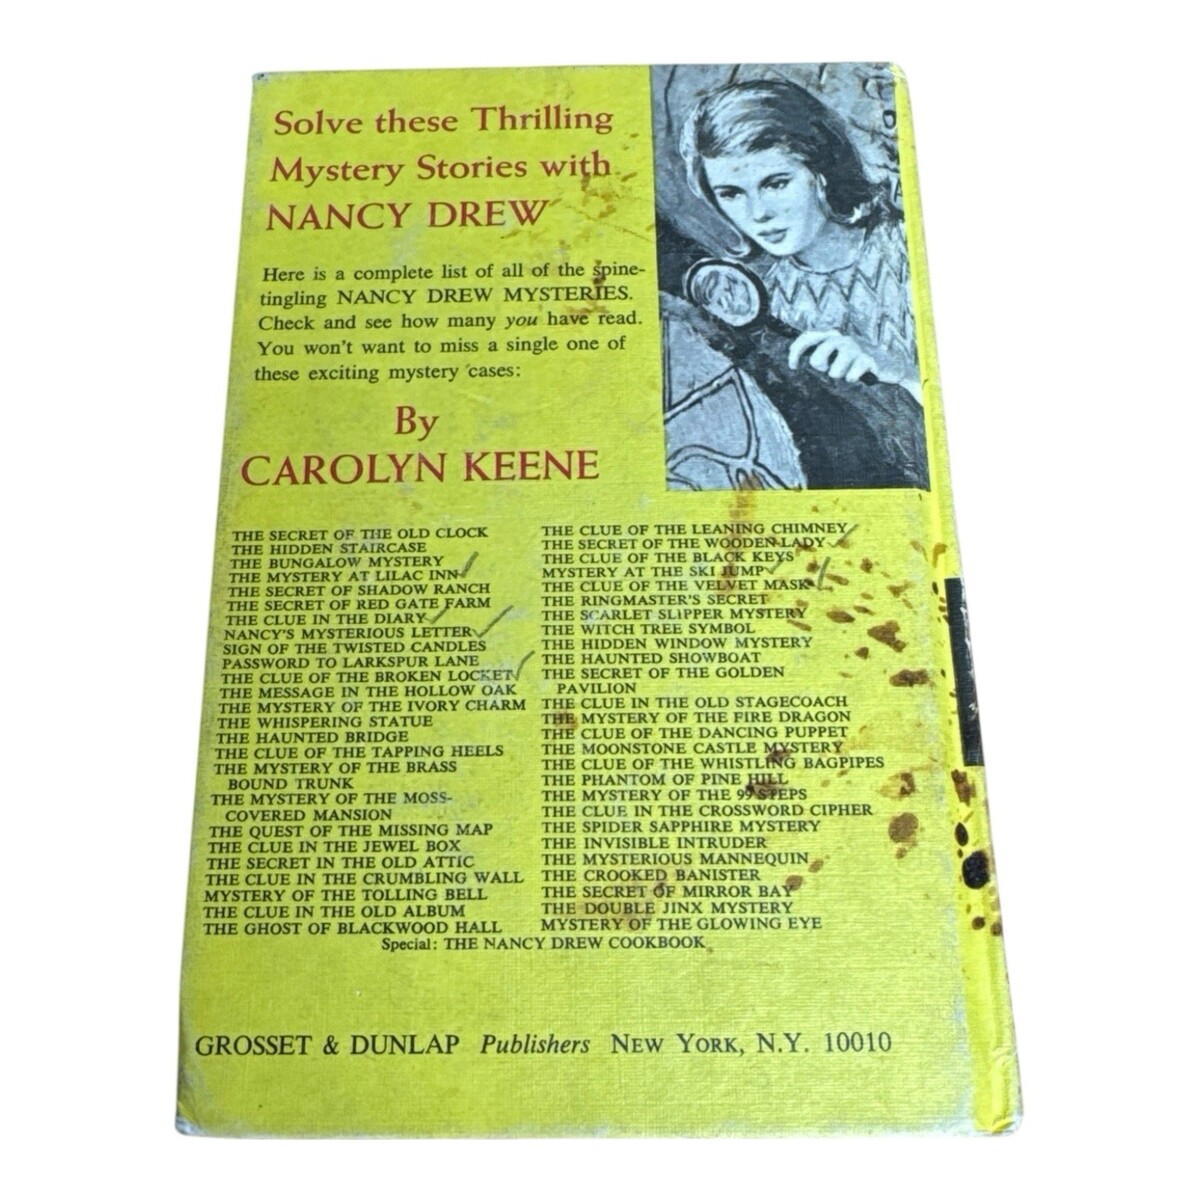 Solve these Thrilling
Mystery Stories with
NANCY DREW
Here is a complete list of all of the spine-
tingling NANCY DREW MYSTERIES.
Check and see how many you have read.
You won't want to miss a single one of
these exciting mystery cases:
By
CAROLYN KEENE
THE SECRET OF THE OLD CLOCK
THE HIDDEN STAIRCASE
THE BUNGALOW MYSTERY
THE MYSTERY AT LILAC INN
THE SECRET OF SHADOW RANCH
THE SECRET OF RED GATE FARM
THE CLUE IN THE DIARY
NANCY'S MYSTERIOUS LETTER
SIGN OF THE TWISTED CANDLES
PASSWORD TO LARKSPUR LANE
THE CLUE OF THE BROKEN LOCKET
THE MESSAGE IN THE HOLLOW OAK
THE MYSTERY OF THE IVORY CHARM
THE WHISPERING STATUE
THE HAUNTED BRIDGE
THE CLUE OF THE TAPPING HEELS
THE MYSTERY OF THE BRASS
BOUND TRUNK
THE MYSTERY OF THE MOSS-
COVERED MANSION
THE QUEST OF THE MISSING MAP
THE CLUE IN THE JEWEL BOX
THE SECRET IN THE OLD ATTIC
THE CLUE IN THE CRUMBLING WALL
MYSTERY OF THE TOLLING BELL
THE CLUE IN THE OLD ALBUM
THE GHOST OF BLACKWOOD HALL
THE CLUE OF THE LEANING CHIMNEY
THE SECRET OF THE WOODEN LADY
THE CLUE OF THE BLACK KEYS
MYSTERY AT THE SKI JUMP
THE CLUE OF THE VELVET MASK
THE RINGMASTER'S SECRET
THE SCARLET SLIPPER MYSTERY
THE WITCH TREE SYMBOL
THE HIDDEN WINDOW MYSTERY
THE HAUNTED SHOWBOAT
THE SECRET OF THE GOLDEN
PAVILION
THE CLUE IN THE OLD STAGECOACH
THE MYSTERY OF THE FIRE DRAGON
THE CLUE OF THE DANCING PUPPET
THE MOONSTONE CASTLE MYSTERY
THE CLUE OF THE WHISTLING BAGPIPES
THE PHANTOM OF PINE HILL
THE MYSTERY OF THE 99 STEPS
THE CLUE IN THE CROSSWORD CIPHER
THE SPIDER SAPPHIRE MYSTERY
THE INVISIBLE INTRUDER
THE MYSTERIOUS MANNEQUIN
THE CROOKED BANISTER
THE SECRET OF MIRROR BAY
THE DOUBLE JINX MYSTERY
MYSTERY OF THE GLOWING EYE
Special: THE NANCY DREW COOKBOOK
GROSSET & DUNLAP Publishers NEW YORK, N.Y. 10010